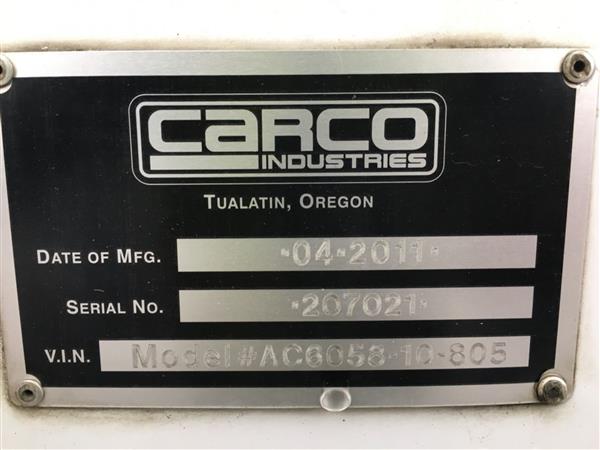 CARCO
INDUSTRIES
TUALATIN, OREGON
DATE OF MFG. ·04·2011·
SERIAL NO. ·207021·
V.I.N. Model#AC6058-10-805